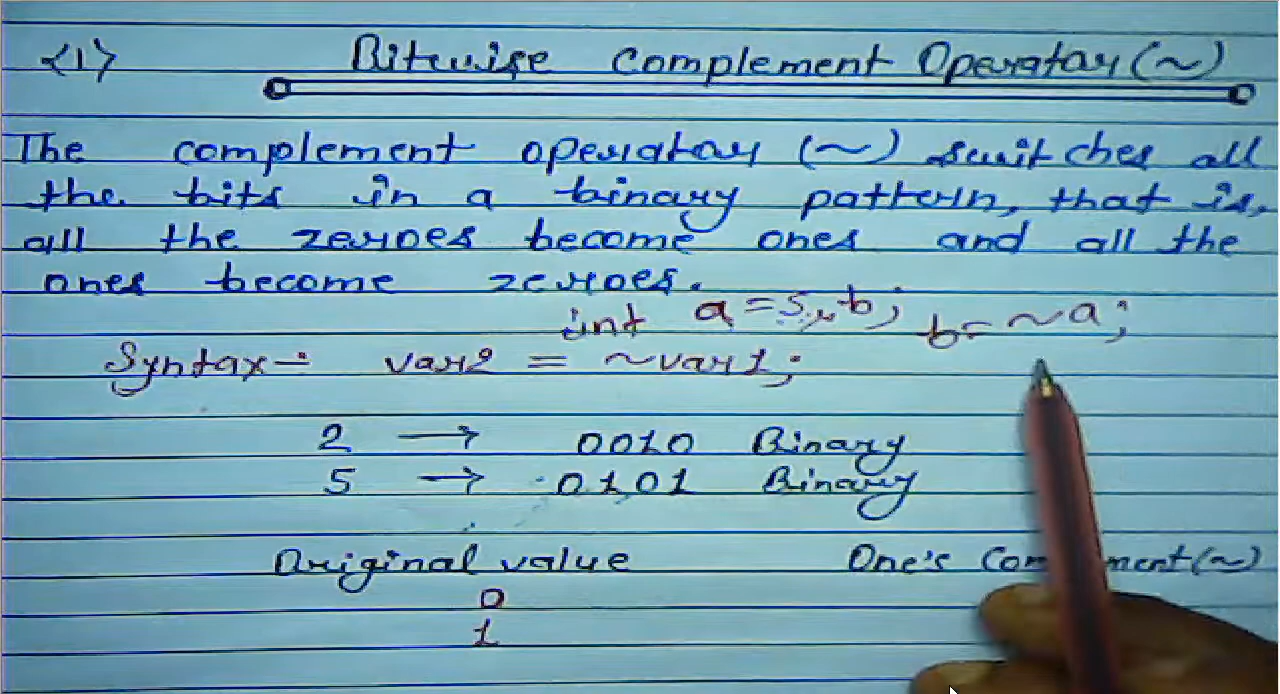 <1> Bitwise Complement Operator (~)
The complement operator (~) switches all
the bits in a binary pattern, that is,
all the zeroes become ones and all the
ones become zeroes.
int a=5, b; b= ~a;
Syntax:- var2 = ~var1;
2 → 0010 Binary
5 → 0101 Binary
Original value One's (~)
0
1